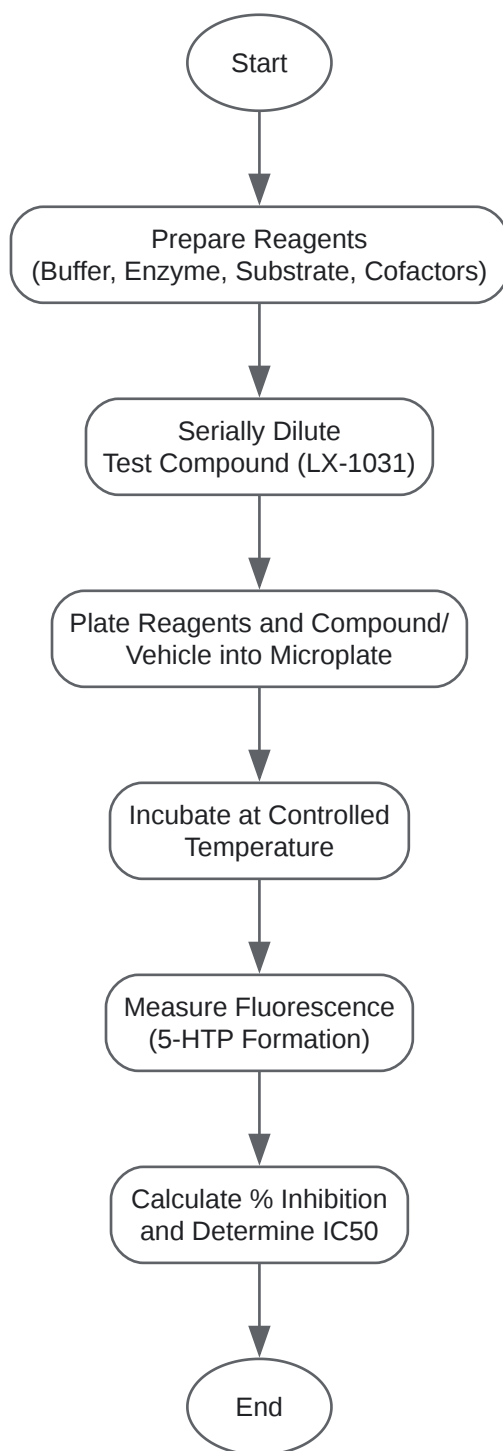 Start
Prepare Reagents
(Buffer, Enzyme, Substrate, Cofactors)
Serially Dilute
Test Compound (LX-1031)
Plate Reagents and Compound/
Vehicle into Microplate
Incubate at Controlled
Temperature
Measure Fluorescence
(5-HTP Formation)
Calculate % Inhibition
and Determine IC50
End